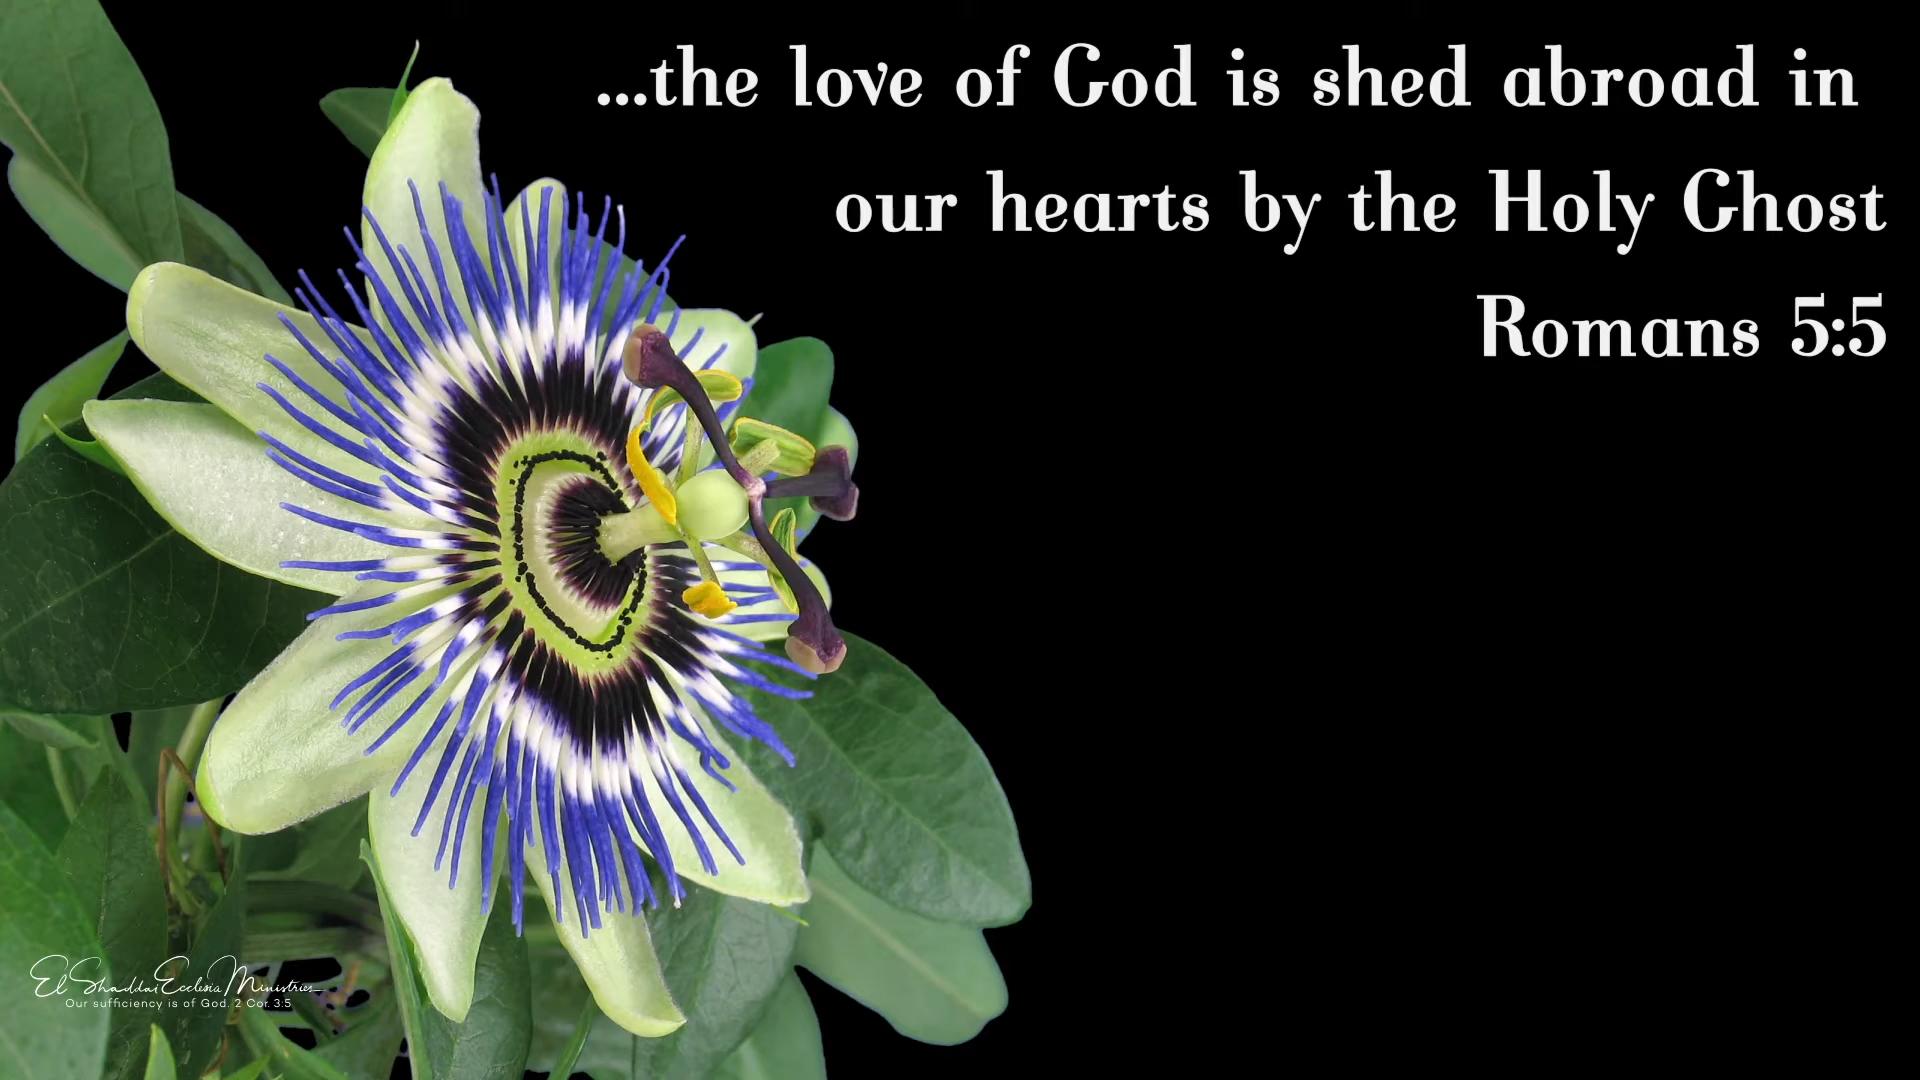 ...the love of God is shed abroad in
our hearts by the Holy Ghost
Romans 5:5
El Shaddai Ecclesia Ministries
Our sufficiency is of God. 2 Cor. 3:5